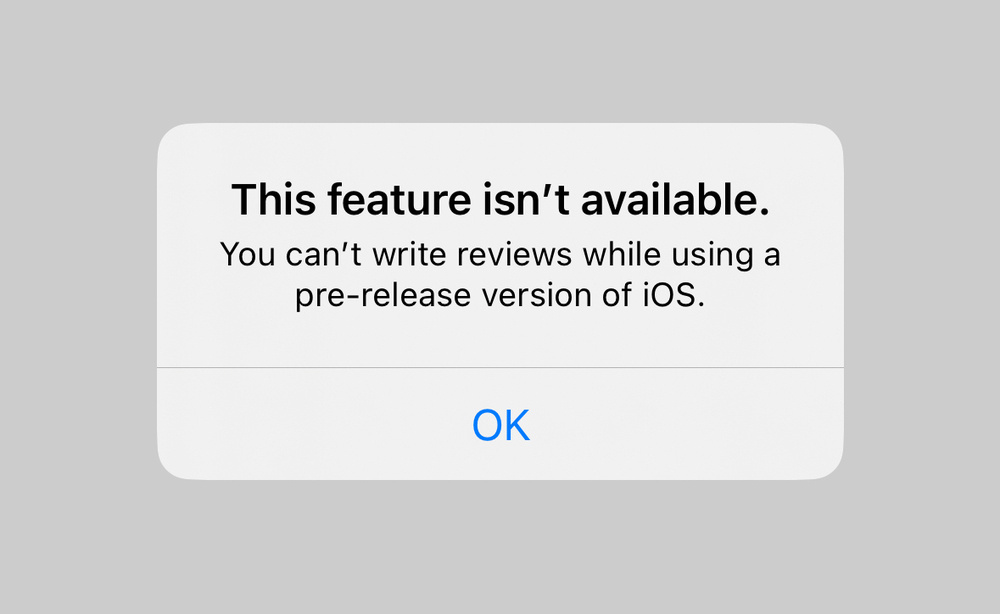 This feature isn’t available.
You can’t write reviews while using a
pre-release version of iOS.
OK